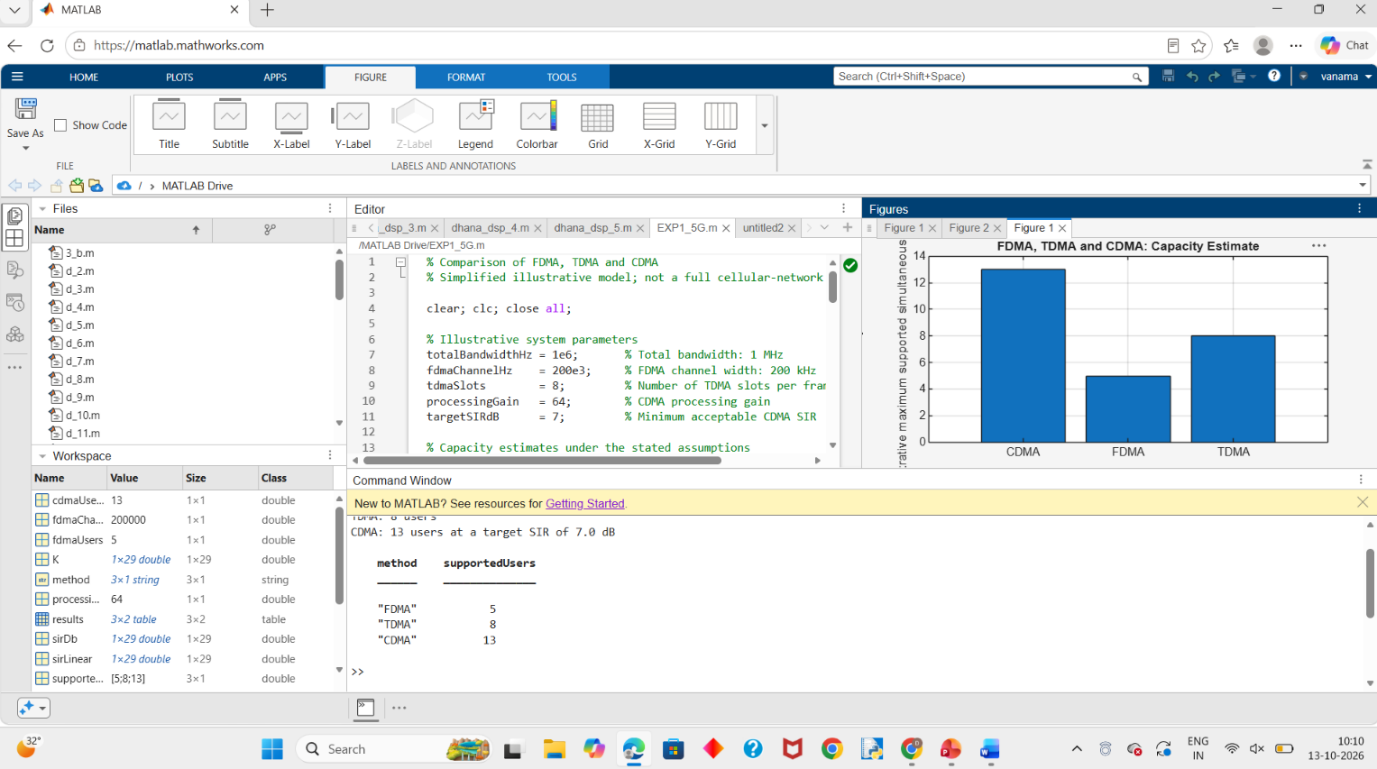 MATLAB
https://matlab.mathworks.com
Chat
HOME PLOTS APPS FIGURE FORMAT TOOLS
Search (Ctrl+Shift+Space)
vanama
Save As
Show Code
Title Subtitle X-Label Y-Label Z-Label Legend Colorbar Grid X-Grid Y-Grid
FILE
LABELS AND ANNOTATIONS
/ > MATLAB Drive
Files
Name
3_b.m
d_2.m
d_3.m
d_4.m
d_5.m
d_6.m
d_7.m
d_8.m
d_9.m
d_10.m
d_11.m
Workspace
Name Value Size Class
cdmaUse... 13 1×1 double
fdmaCha... 200000 1×1 double
fdmaUsers 5 1×1 double
K 1×29 double 1×29 double
method 3×1 string 3×1 string
processi... 64 1×1 double
results 3×2 table 3×2 table
sirDb 1×29 double 1×29 double
sirLinear 1×29 double 1×29 double
supporte... [5;8;13] 3×1 double
Editor
_dsp_3.m dhana_dsp_4.m dhana_dsp_5.m EXP1_5G.m untitled2
/MATLAB Drive/EXP1_5G.m
1 % Comparison of FDMA, TDMA and CDMA
2 % Simplified illustrative model; not a full cellular-network
3
4 clear; clc; close all;
5
6 % Illustrative system parameters
7 totalBandwidthHz = 1e6; % Total bandwidth: 1 MHz
8 fdmaChannelHz = 200e3; % FDMA channel width: 200 kHz
9 tdmaSlots = 8; % Number of TDMA slots per fram
10 processingGain = 64; % CDMA processing gain
11 targetSIRdB = 7; % Minimum acceptable CDMA SIR
12
13 % Capacity estimates under the stated assumptions
Figures
Figure 1 Figure 2 Figure 1
FDMA, TDMA and CDMA: Capacity Estimate
trative maximum supported simultaneous
14
12
10
8
6
4
2
0
CDMA FDMA TDMA
Command Window
New to MATLAB? See resources for Getting Started.
TDMA: 8 users
CDMA: 13 users at a target SIR of 7.0 dB
method supportedUsers
"FDMA" 5
"TDMA" 8
"CDMA" 13
>>
32°
Search
ENG
IN
10:10
13-10-2026